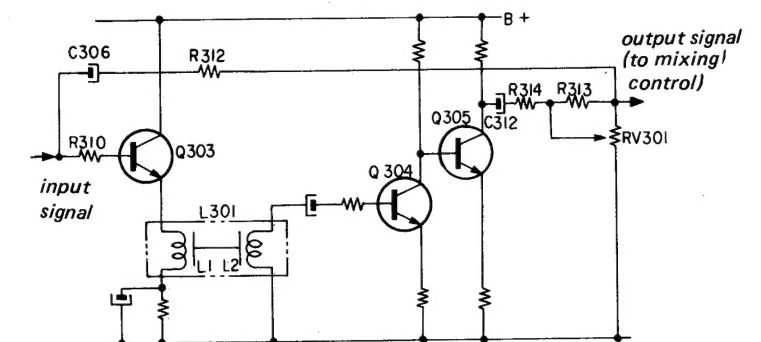 B +
output signal
(to mixing
control)
C306
R312
R314
R313
Q305
C312
RV301
R310
Q303
input
signal
Q304
L301
L1 L2